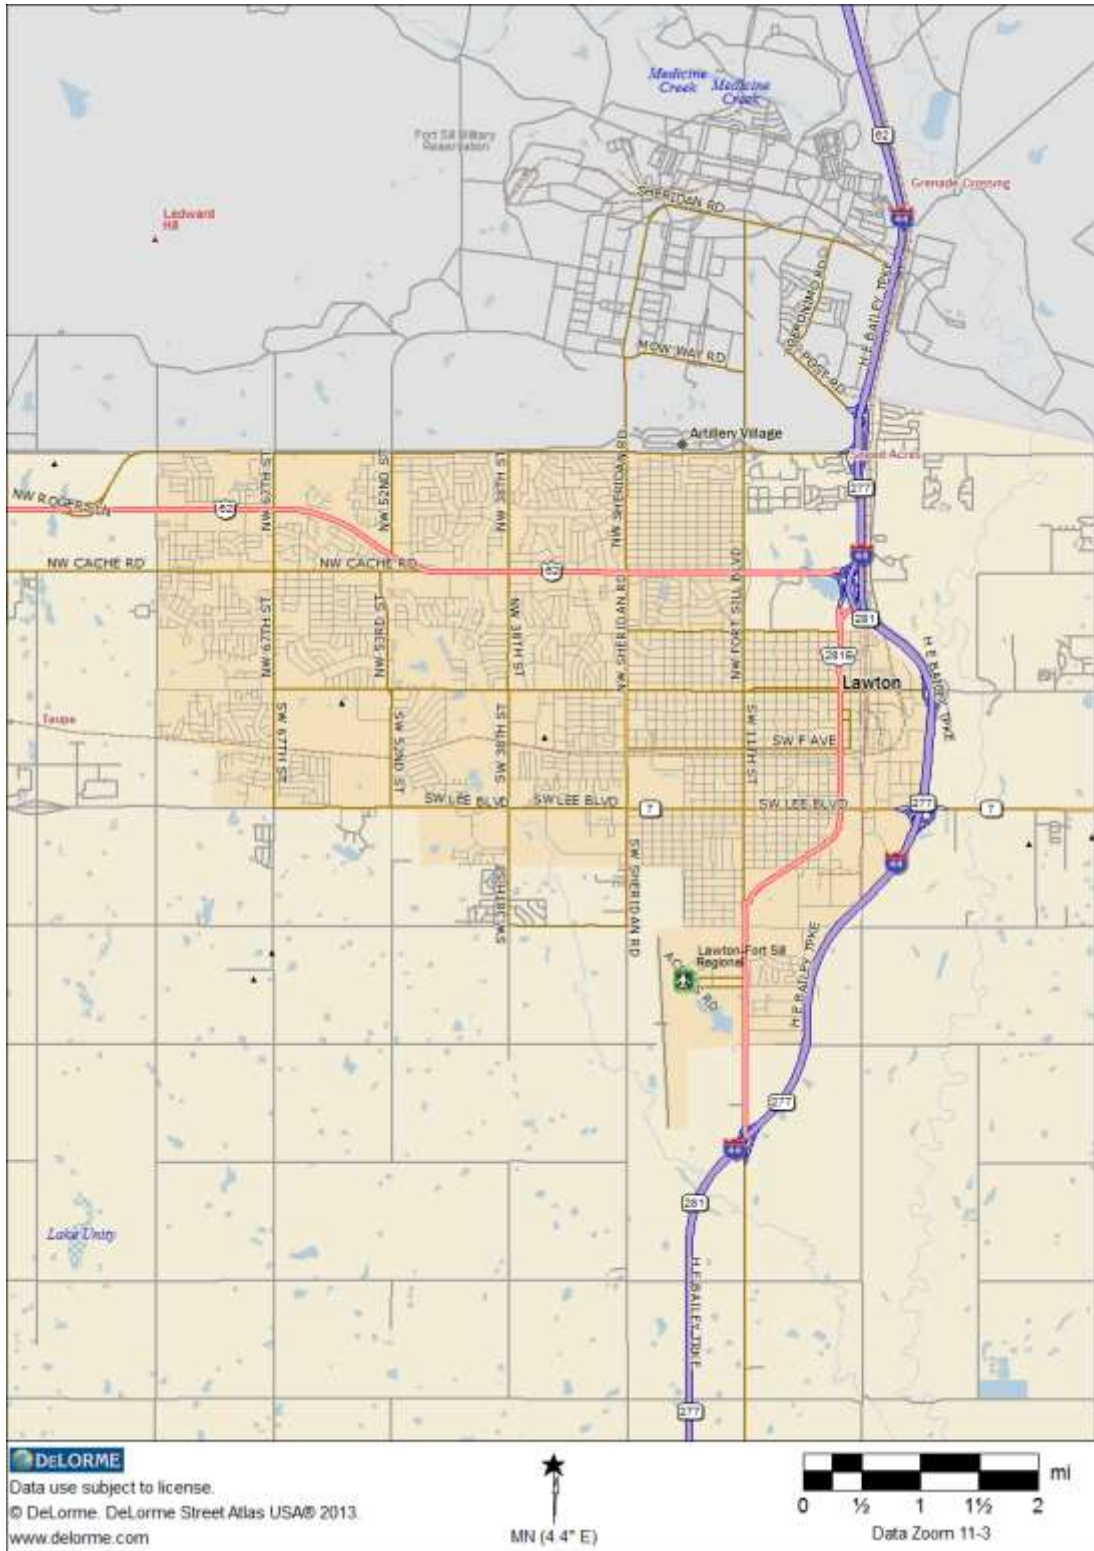 Medicine
Creek
Medicine
Creek
62
Fort Sill Military
Reservation
Grenade Crossing
SHERIDAN RD
Ledward
Hill
GERONIMO RD
H E BAILEY TPKE
MOW WAY RD
POST RD
Artillery Village
NW 67TH ST
NW 52ND ST
NW 38TH ST
NW SHERIDAN RD
277
62
NW CACHE RD
NW CACHE RD
62
NW FORT SILL BLVD
NW 67TH ST
NW 53RD ST
NW 38TH ST
NW SHERIDAN RD
281
281B
H E BAILEY TPKE
Lawton
Taupa
SW 67TH ST
SW 52ND ST
SW 38TH ST
SW 11TH ST
SW F AVE
SW LEE BLVD
SW LEE BLVD
7
SW LEE BLVD
277
7
SW 38TH ST
SW SHERIDAN RD
Lawton-Fort Sill
Regional
H E BAILEY TPKE
277
281
Lake Unity
H E BAILEY TPKE
277
DELORME
Data use subject to license.
© DeLorme. DeLorme Street Atlas USA® 2013.
www.delorme.com
MN (4.4° E)
mi
0 ½ 1 1½ 2
Data Zoom 11-3